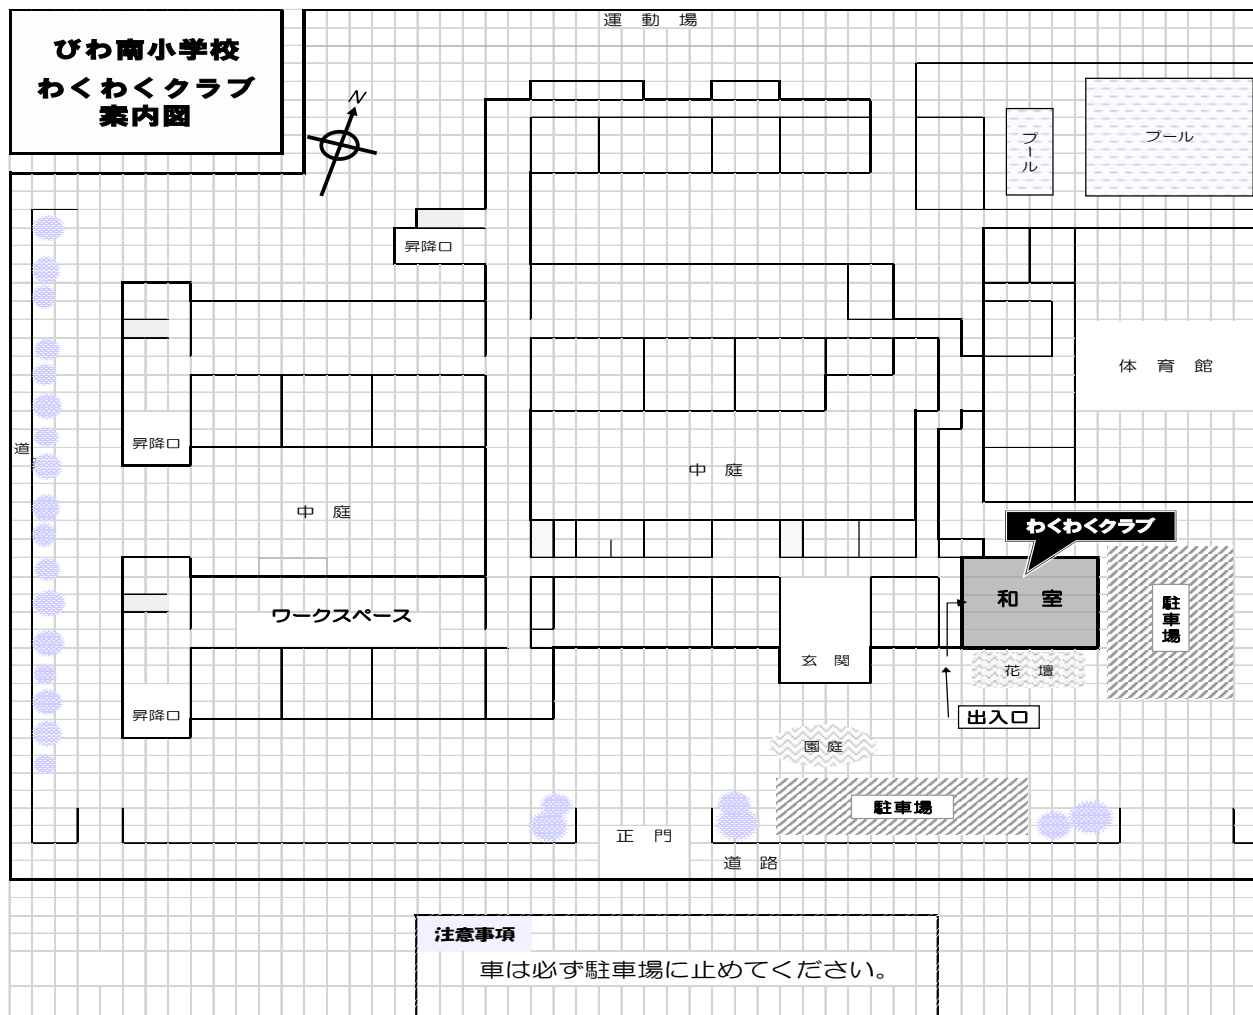 びわ南小学校
わくわくクラブ
案内図
運 動 場
N
プール
プール
昇降口
体 育 館
道
昇降口
中 庭
中 庭
わくわくクラブ
和 室
ワークスペース
駐車場
玄 関
花 壇
昇降口
出入口
園庭
駐車場
正 門
道 路
注意事項
車は必ず駐車場に止めてください。